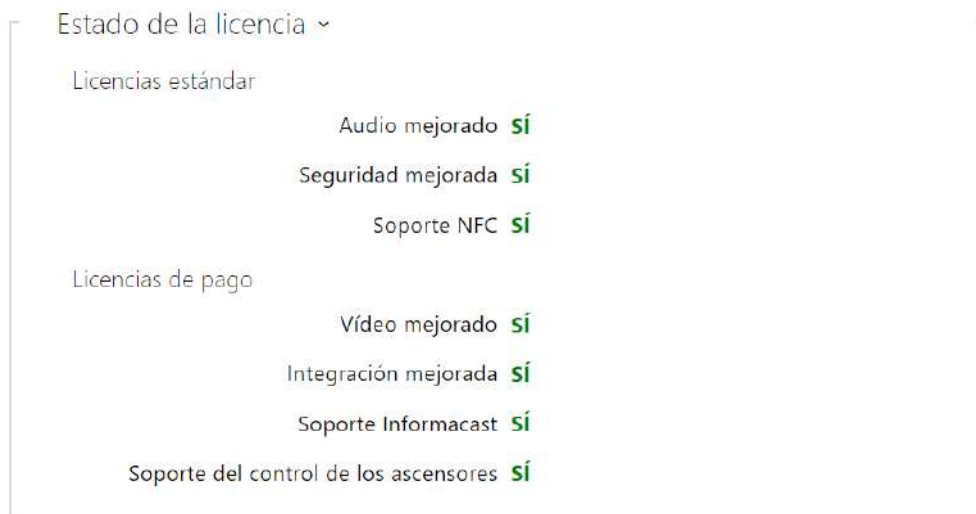 Estado de la licencia
Licencias estándar
Audio mejorado SÍ
Seguridad mejorada SÍ
Soporte NFC SÍ
Licencias de pago
Vídeo mejorado SÍ
Integración mejorada SÍ
Soporte Informacast SÍ
Soporte del control de los ascensores SÍ